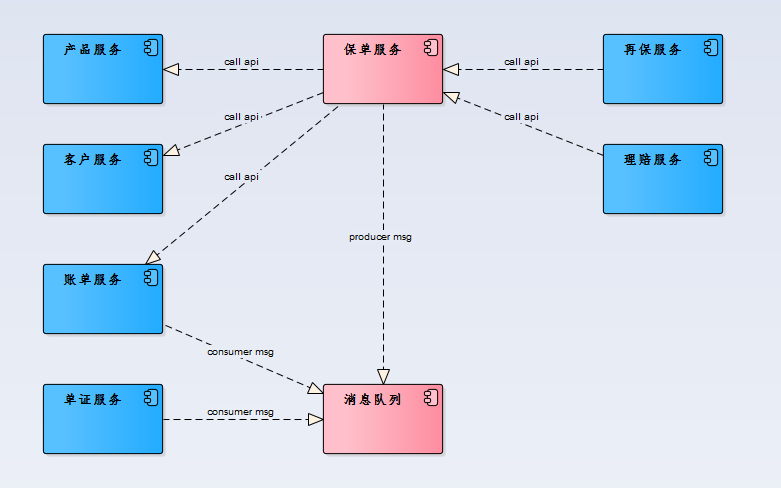 产品服务
call api
保单服务
call api
再保服务
call api
call api
客户服务
call api
理赔服务
producer msg
账单服务
consumer msg
单证服务
consumer msg
消息队列